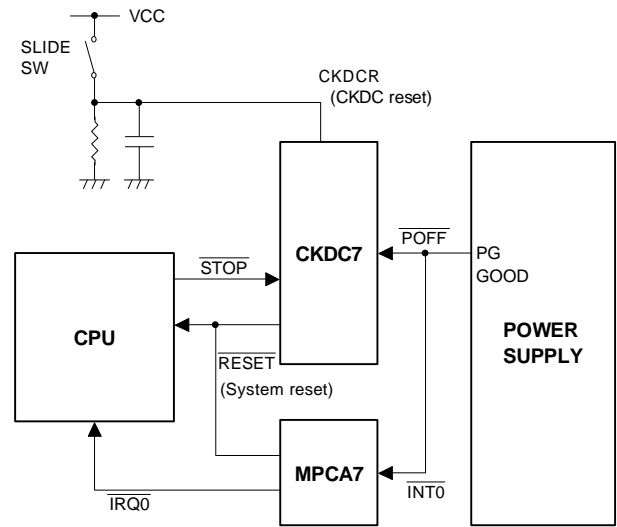 VCC
SLIDE
SW
CKDCR
(CKDC reset)
CKDC7
POFF
PG
GOOD
STOP
CPU
POWER
SUPPLY
RESET
(System reset)
MPCA7
IRQ0
INT0